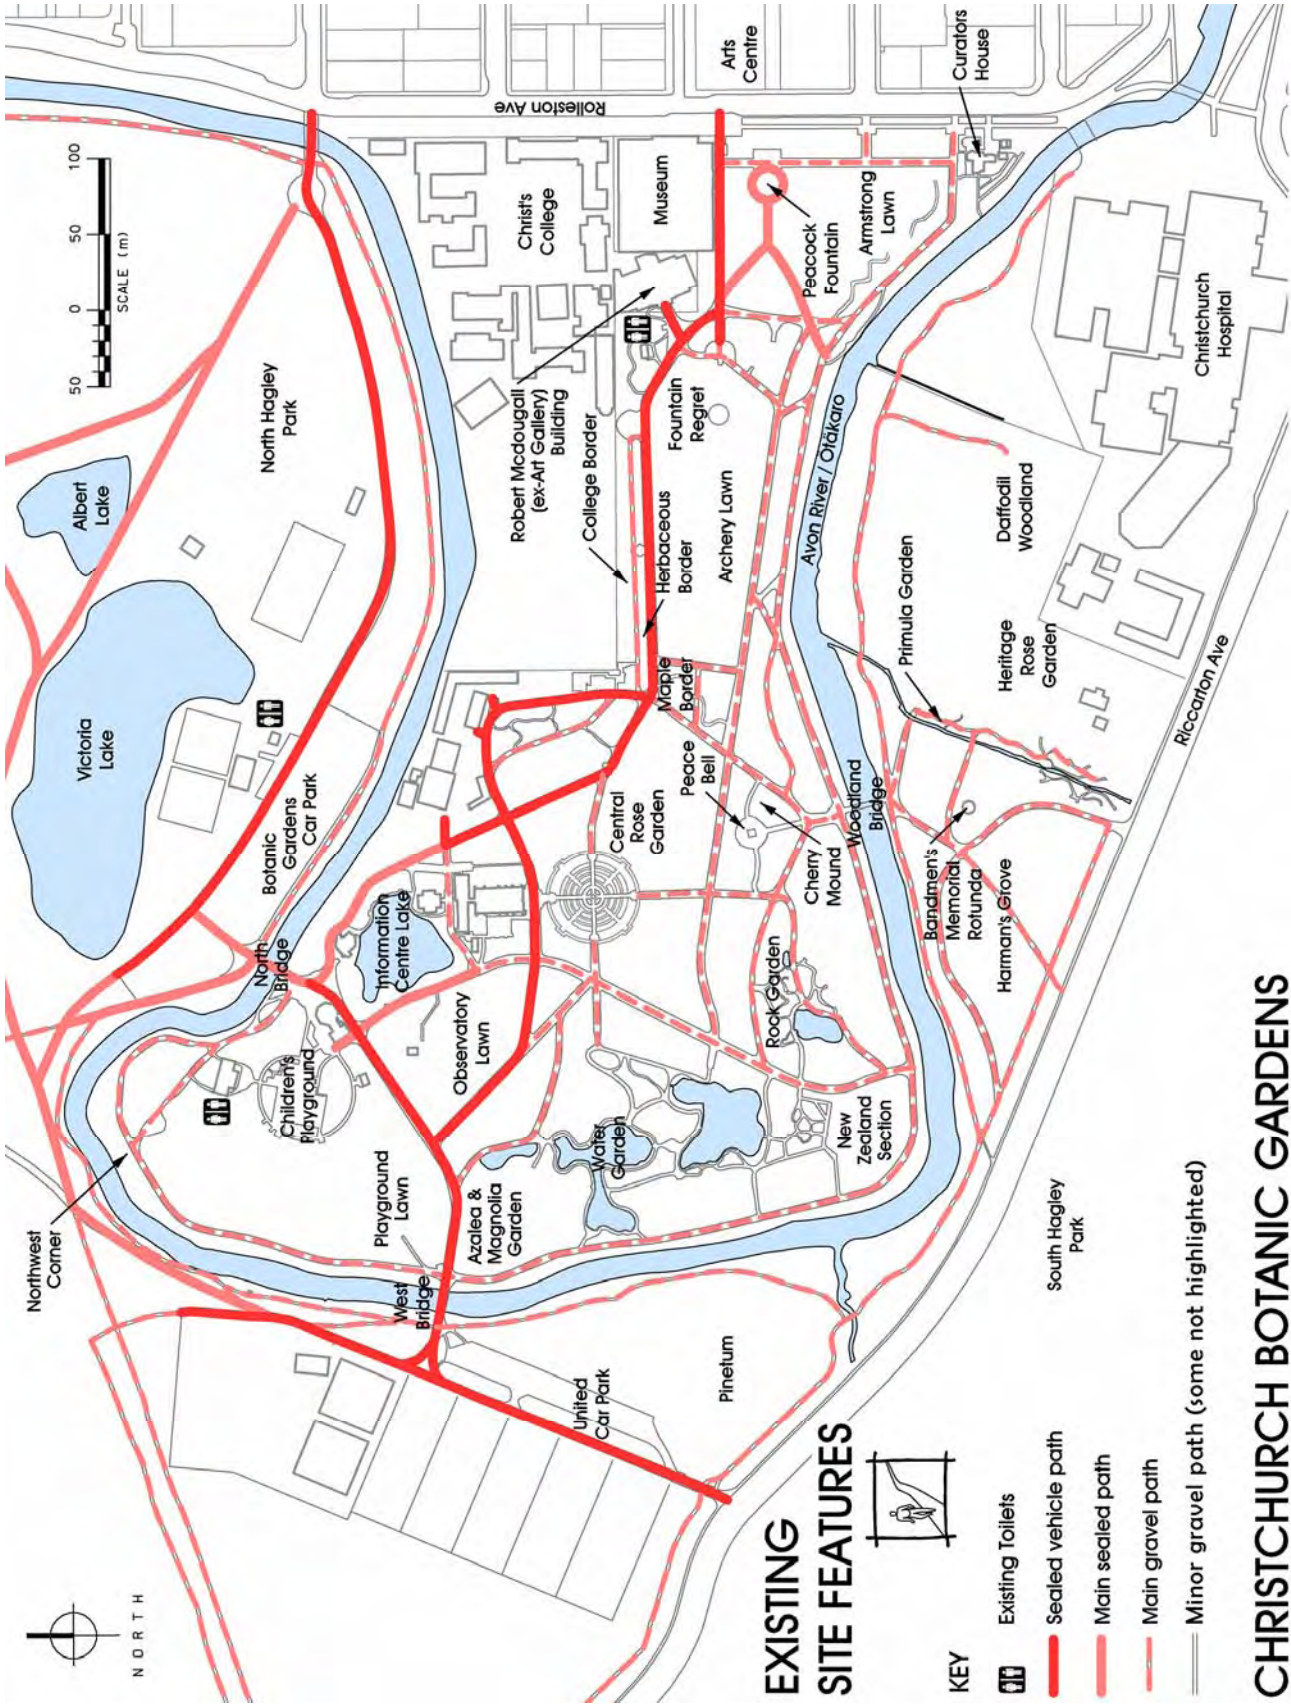 NORTH
Northwest
Corner
Victoria
Lake
Albert
Lake
50
0
50
100
SCALE (m)
North Hagley
Park
Botanic
Gardens
Car Park
North
Bridge
Children's
Playground
Information
Centre Lake
Observatory
Lawn
Playground
Lawn
West
Bridge
Azalea &
Magnolia
Garden
Water
Garden
Central
Rose
Garden
Maple
Border
Herbaceous
Border
College Border
Robert Mcdougall
(ex-Art Gallery)
Building
Christ's
College
Rolleston Ave
Museum
Arts
Centre
Curators
House
Peacock
Fountain
Armstrong
Lawn
Fountain
Regret
Archery Lawn
Peace
Bell
Cherry
Mound
Woodland
Bridge
Rock Garden
New
Zealand
Section
United
Car Park
Pinetum
Avon River / Otākaro
Christchurch
Hospital
Daffodil
Woodland
Primula Garden
Heritage
Rose
Garden
Bandmen's
Memorial
Rotunda
Harman's Grove
Riccarton Ave
South Hagley
Park
EXISTING
SITE FEATURES
KEY
Existing Toilets
Sealed vehicle path
Main sealed path
Main gravel path
Minor gravel path (some not highlighted)
CHRISTCHURCH BOTANIC GARDENS